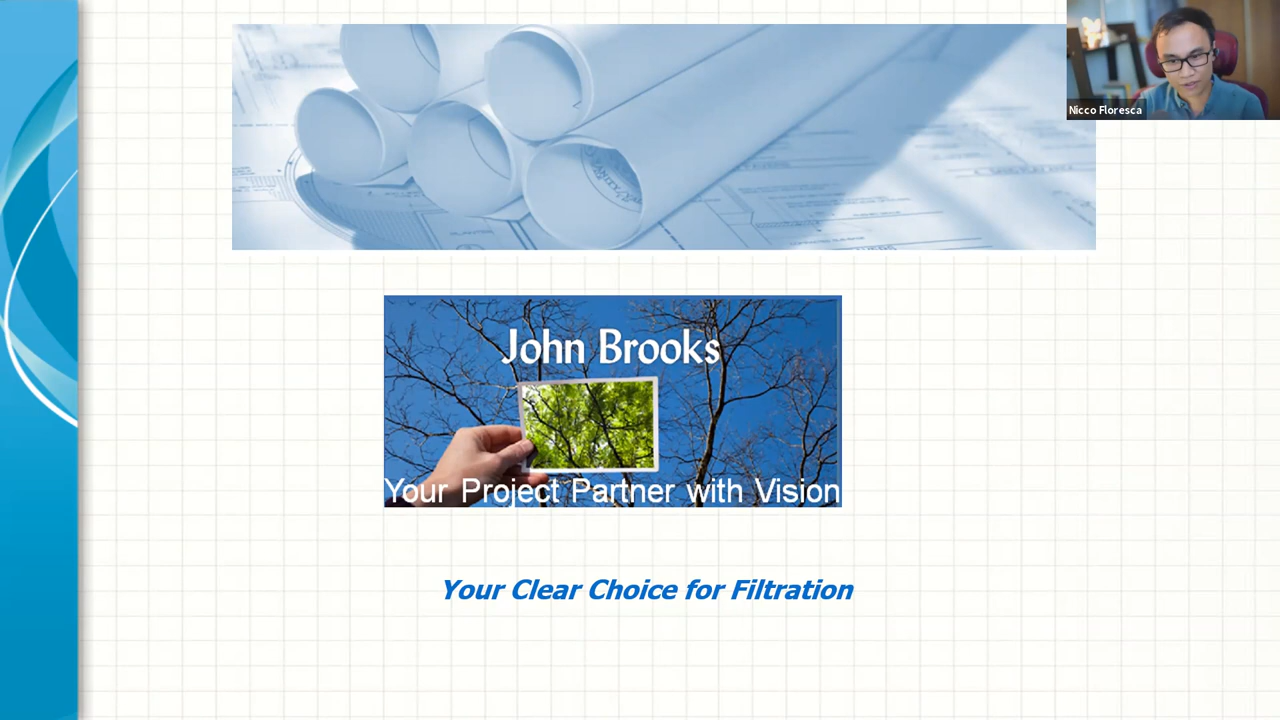 Nicco Floresca
John Brooks
Your Project Partner with Vision
Your Clear Choice for Filtration